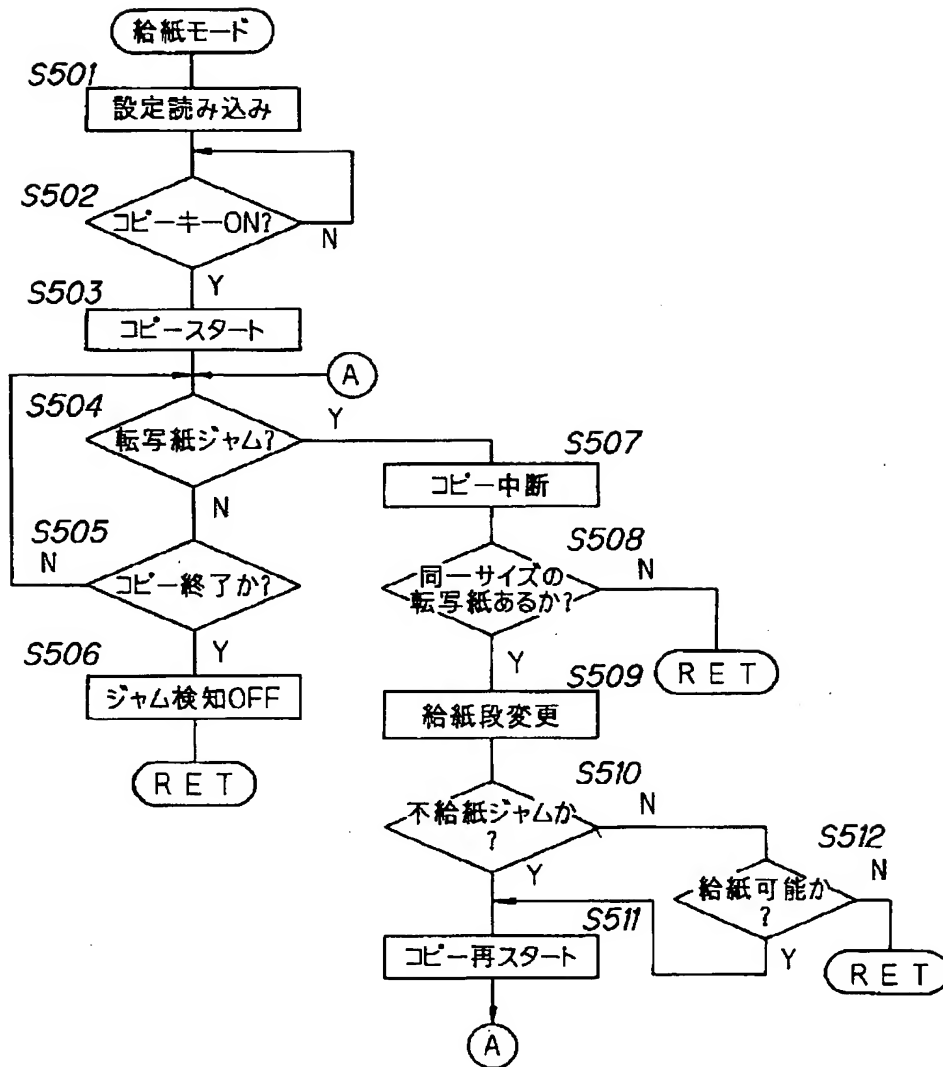 給紙モード
S501
設定読み込み
S502
コピーキーON?
N
Y
S503
コピースタート
A
S504
Y
転写紙ジャム?
S507
コピー中断
N
S505
N
コピー終了か?
S508
N
同一サイズの
転写紙あるか?
Y
S506
ジャム検知OFF
RET
Y
RET
S509
給紙段変更
S510
N
不給紙ジャムか
?
Y
S512
N
給紙可能か
?
Y
RET
S511
コピー再スタート
A